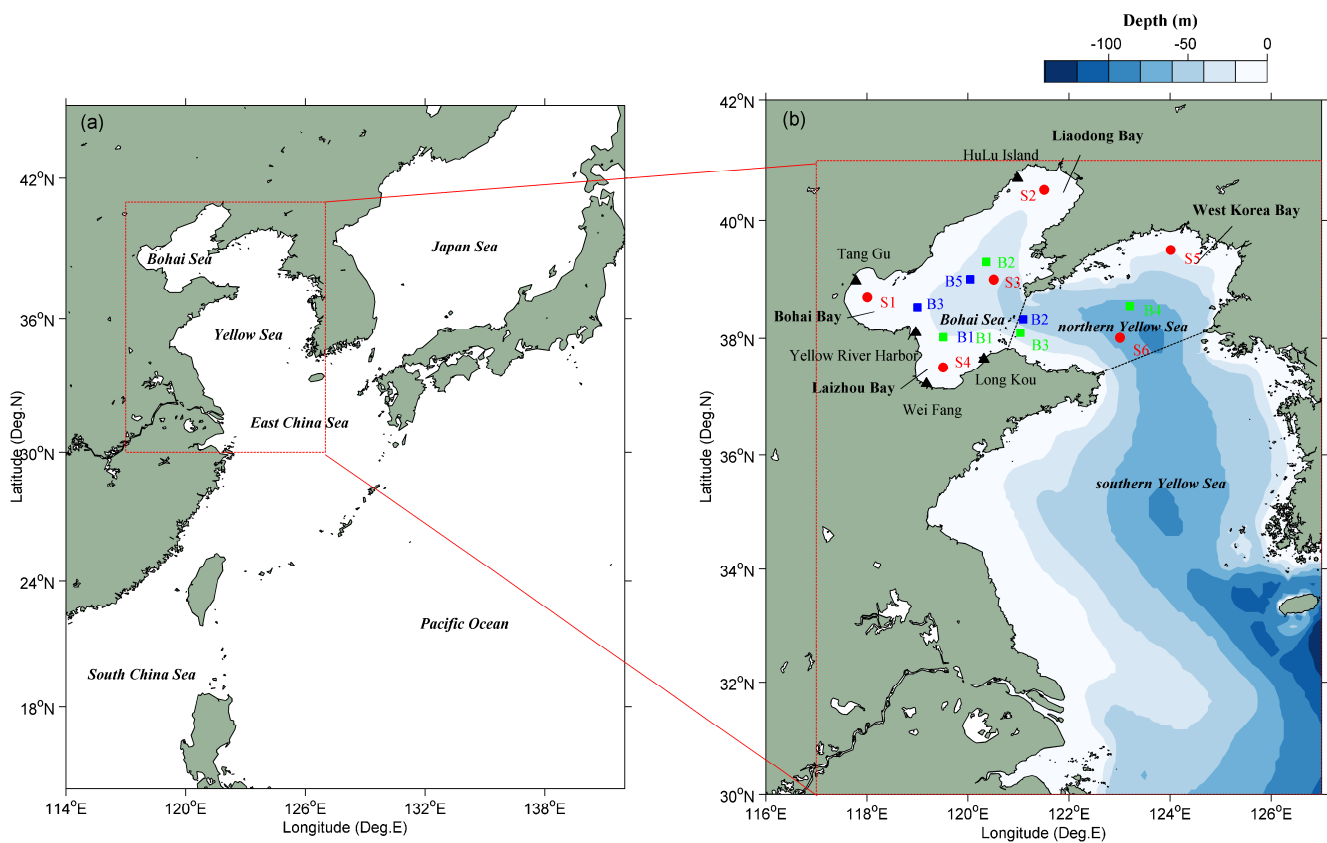 Depth (m)
-100 -50 0
(a)
42°N
36°N
30°N
24°N
18°N
114°E 120°E 126°E 132°E 138°E
Longitude (Deg.E)
Latitude (Deg.N)
Bohai Sea
Japan Sea
Yellow Sea
East China Sea
Pacific Ocean
South China Sea
(b)
42°N
40°N
38°N
36°N
34°N
32°N
30°N
116°E 118°E 120°E 122°E 124°E 126°E
Longitude (Deg.E)
Latitude (Deg.N)
Liaodong Bay
HuLu Island
S2
West Korea Bay
Tang Gu
B2
S5
B5
S3
S1
B3
B4
Bohai Bay
Bohai Sea
B2
northern Yellow Sea
B1
B1
B3
S6
Yellow River Harbor
S4
Laizhou Bay
Long Kou
Wei Fang
southern Yellow Sea